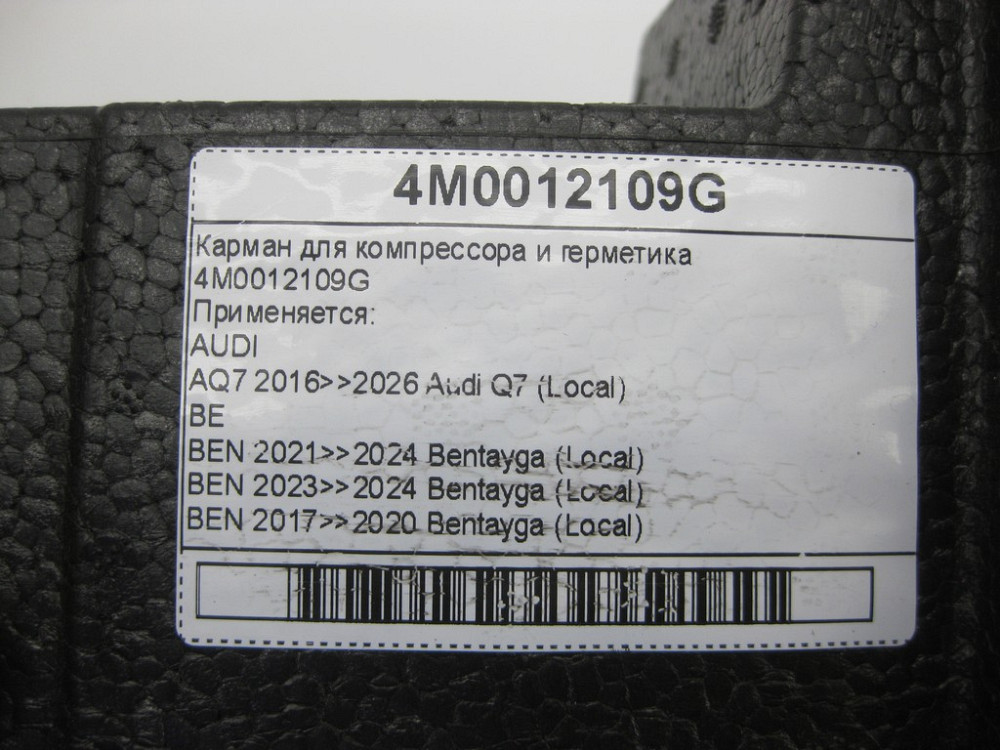 4M0012109G
Карман для компрессора и герметика
4M0012109G
Применяется:
AUDI
AQ7 2016>>2026 Audi Q7 (Local)
BE
BEN 2021>>2024 Bentayga (Local)
BEN 2023>>2024 Bentayga (Local)
BEN 2017>>2020 Bentayga (Local)